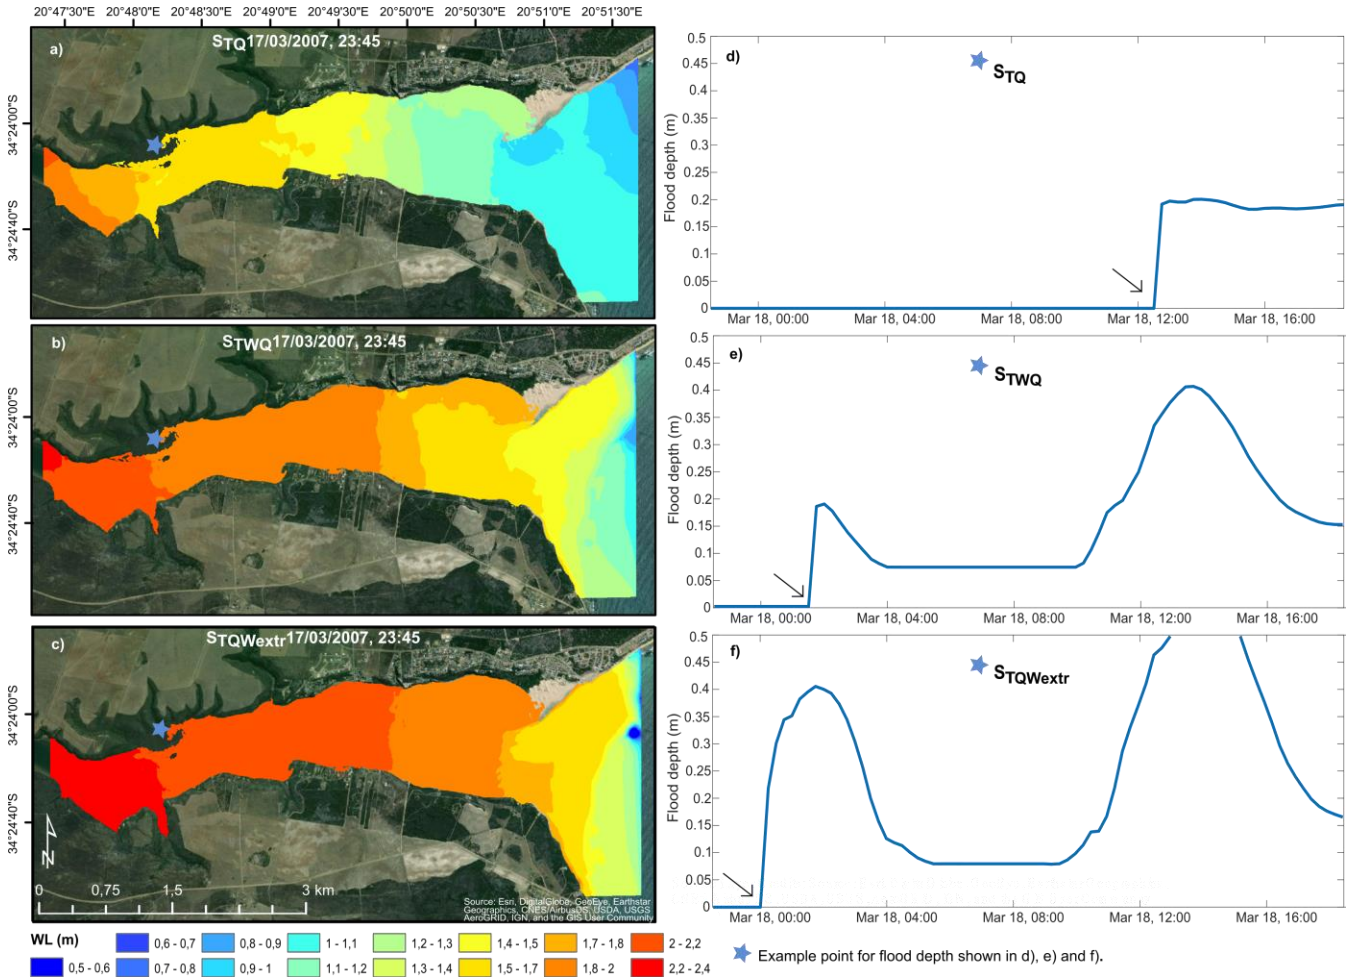 20°47'30"E 20°48'0"E 20°48'30"E 20°49'0"E 20°49'30"E 20°50'0"E 20°50'30"E 20°51'0"E 20°51'30"E
a)
STQ17/03/2007, 23:45
34°24'00"S
34°24'40"S
b)
STWQ17/03/2007, 23:45
34°24'00"S
34°24'40"S
c)
STQWextr17/03/2007, 23:45
34°24'00"S
34°24'40"S
N
0 0,75 1,5 3 km
Source: Esri, DigitalGlobe, GeoEye, Earthstar
Geographics, CNES/Airbus DS, USDA, USGS,
AeroGRID, IGN, and the GIS User Community
WL (m)
0,6 - 0,7 0,8 - 0,9 1 - 1,1 1,2 - 1,3 1,4 - 1,5 1,7 - 1,8 2 - 2,2
0,5 - 0,6 0,7 - 0,8 0,9 - 1 1,1 - 1,2 1,3 - 1,4 1,5 - 1,7 1,8 - 2 2,2 - 2,4
d)
STQ
Flood depth (m)
0.5
0.45
0.4
0.35
0.3
0.25
0.2
0.15
0.1
0.05
0
Mar 18, 00:00 Mar 18, 04:00 Mar 18, 08:00 Mar 18, 12:00 Mar 18, 16:00
e)
STWQ
Flood depth (m)
0.5
0.45
0.4
0.35
0.3
0.25
0.2
0.15
0.1
0.05
0
Mar 18, 00:00 Mar 18, 04:00 Mar 18, 08:00 Mar 18, 12:00 Mar 18, 16:00
f)
STQWextr
Flood depth (m)
0.5
0.45
0.4
0.35
0.3
0.25
0.2
0.15
0.1
0.05
0
Mar 18, 00:00 Mar 18, 04:00 Mar 18, 08:00 Mar 18, 12:00 Mar 18, 16:00
Example point for flood depth shown in d), e) and f).